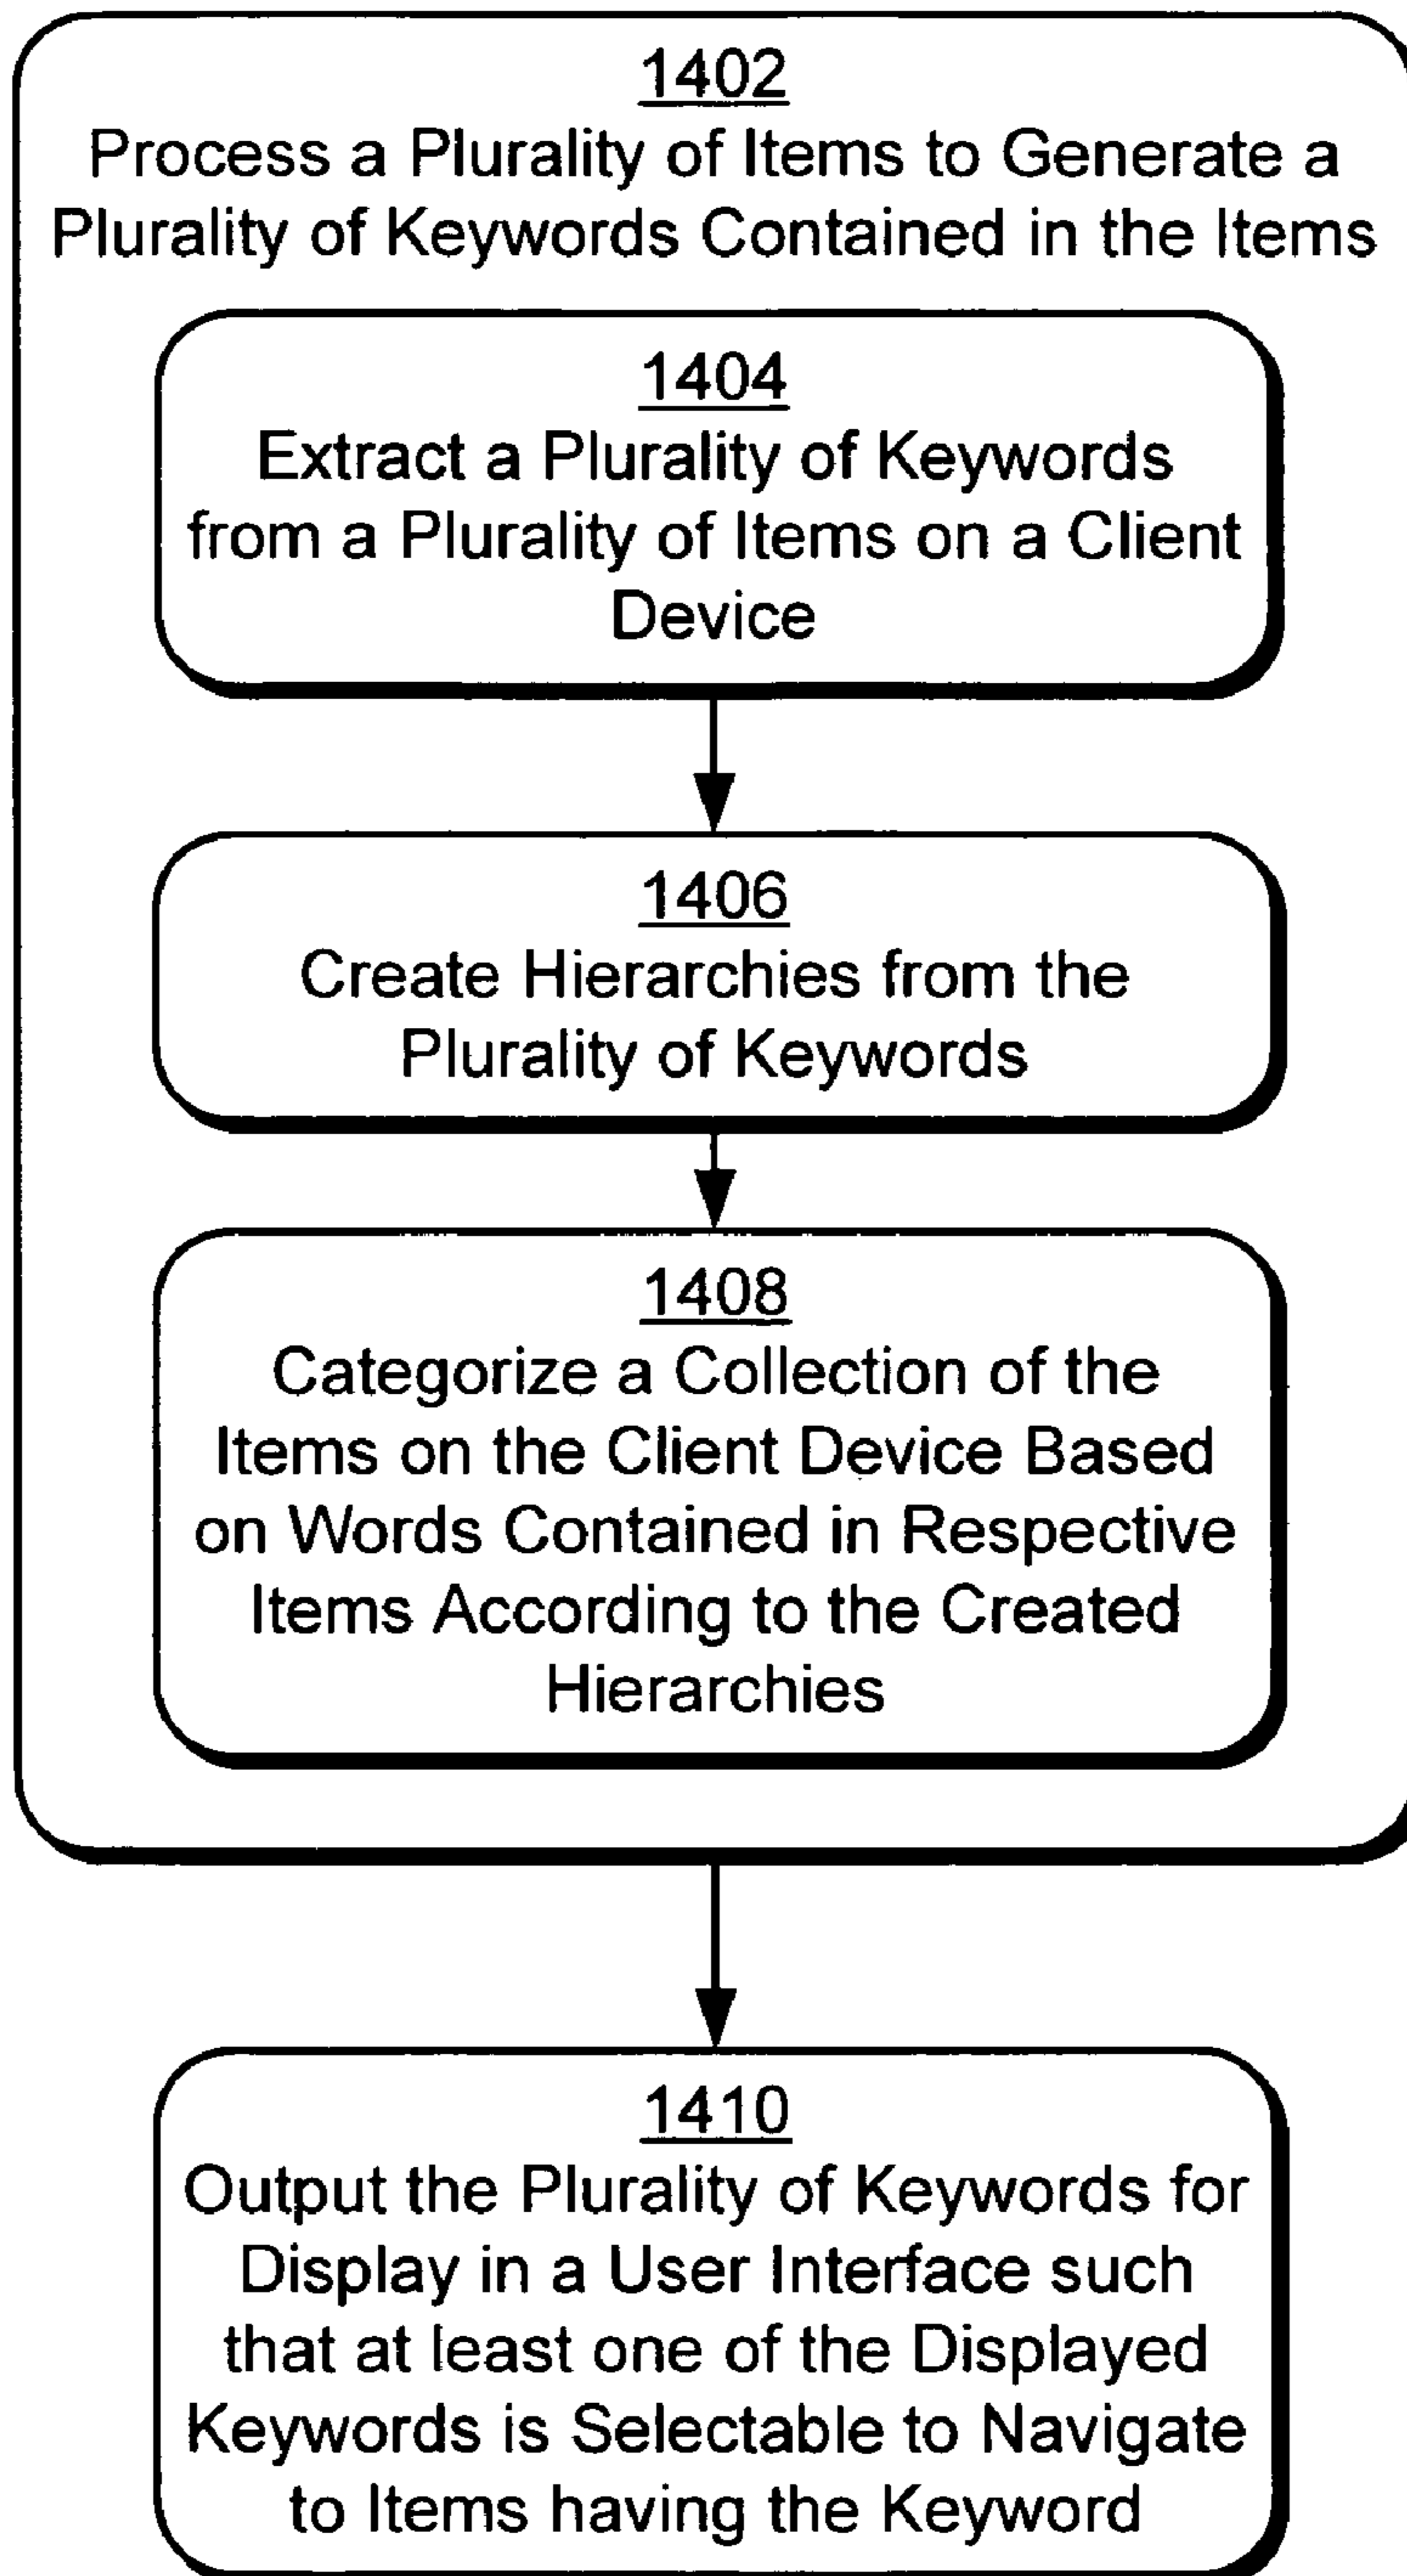 1402
Process a Plurality of Items to Generate a
Plurality of Keywords Contained in the Items
1404
Extract a Plurality of Keywords
from a Plurality of Items on a Client
Device
1406
Create Hierarchies from the
Plurality of Keywords
1408
Categorize a Collection of the
Items on the Client Device Based
on Words Contained in Respective
Items According to the Created
Hierarchies
1410
Output the Plurality of Keywords for
Display in a User Interface such
that at least one of the Displayed
Keywords is Selectable to Navigate
to Items having the Keyword